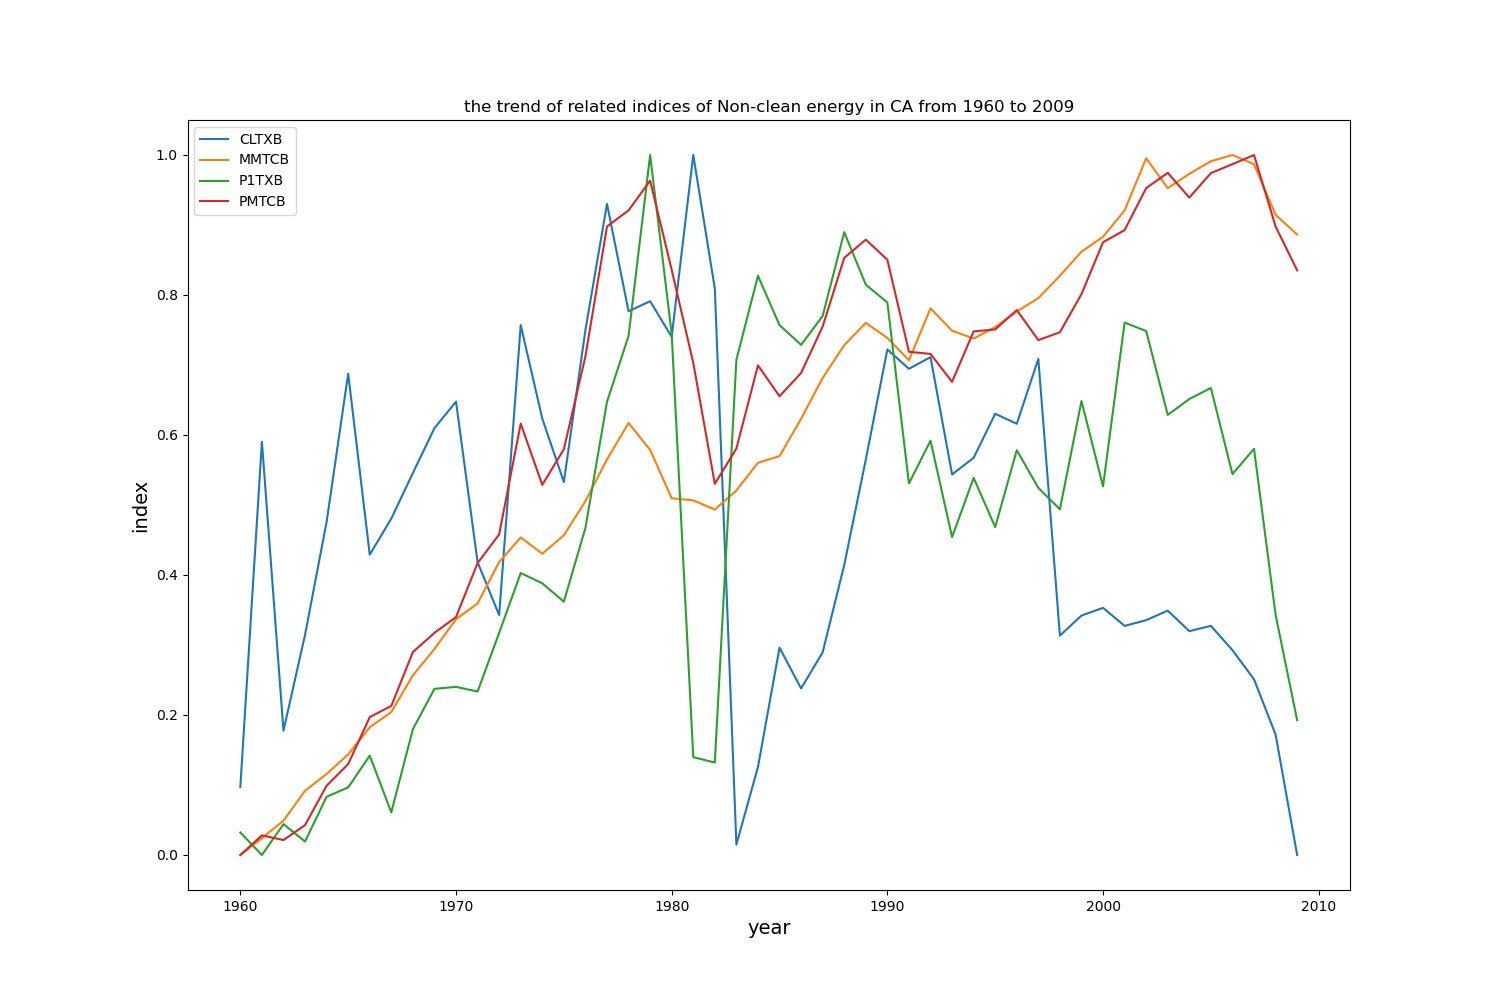 the trend of related indices of Non-clean energy in CA from 1960 to 2009
CLTXB
MMTCB
P1TXB
PMTCB
1.0
0.8
0.6
0.4
0.2
0.0
index
1960 1970 1980 1990 2000 2010
year